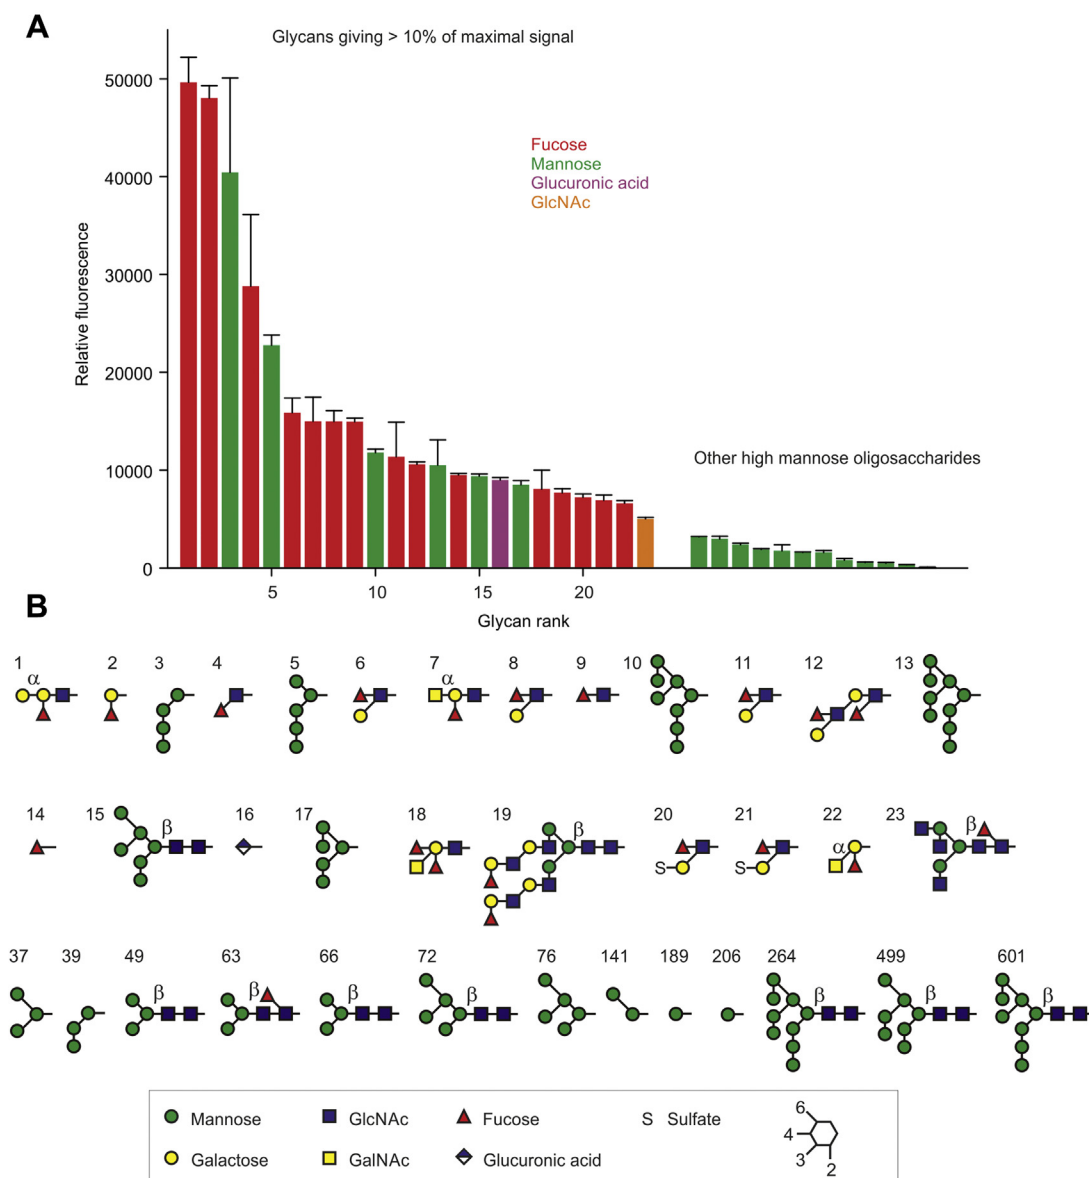 A
Glycans giving > 10% of maximal signal
50000
40000
30000
20000
10000
0
Relative fluorescence
Fucose
Mannose
Glucuronic acid
GlcNAc
Other high mannose oligosaccharides
5 10 15 20
Glycan rank
B
1 2 3 4 5 6 7 8 9 10 11 12 13
α α
14 15 16 17 18 19 20 21 22 23
β β α β
S S
37 39 49 63 66 72 76 141 189 206 264 499 601
β β β β β β β
Mannose GlcNAc Fucose S Sulfate
Galactose GalNAc Glucuronic acid
6
4
3
2